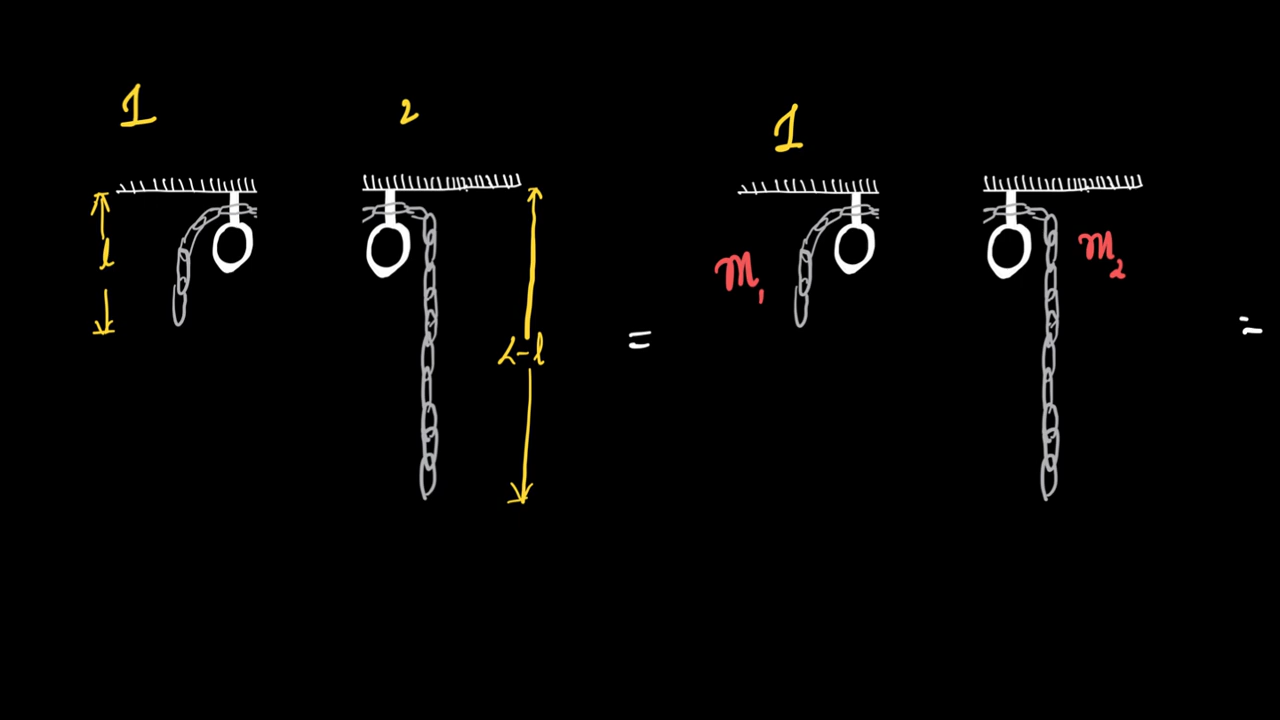 1 2
1
l
m₁ m₂
L-l
=
=